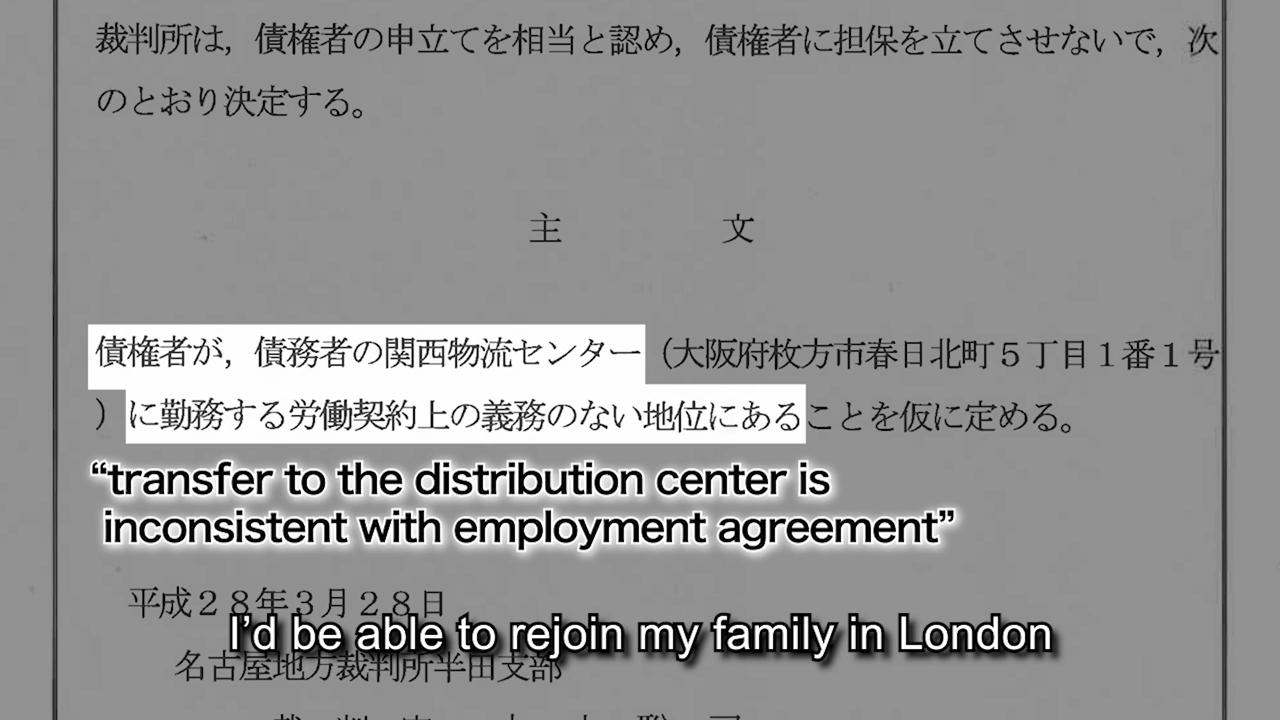 裁判所は，債権者の申立てを相当と認め，債権者に担保を立てさせないで，次
のとおり決定する。
主　文
債権者が，債務者の関西物流センター（大阪府枚方市春日北町５丁目１番１号
）に勤務する労働契約上の義務のない地位にあることを仮に定める。
“transfer to the distribution center is
inconsistent with employment agreement”
平成２８年３月２８日
I’d be able to rejoin my family in London
名古屋地方裁判所半田支部